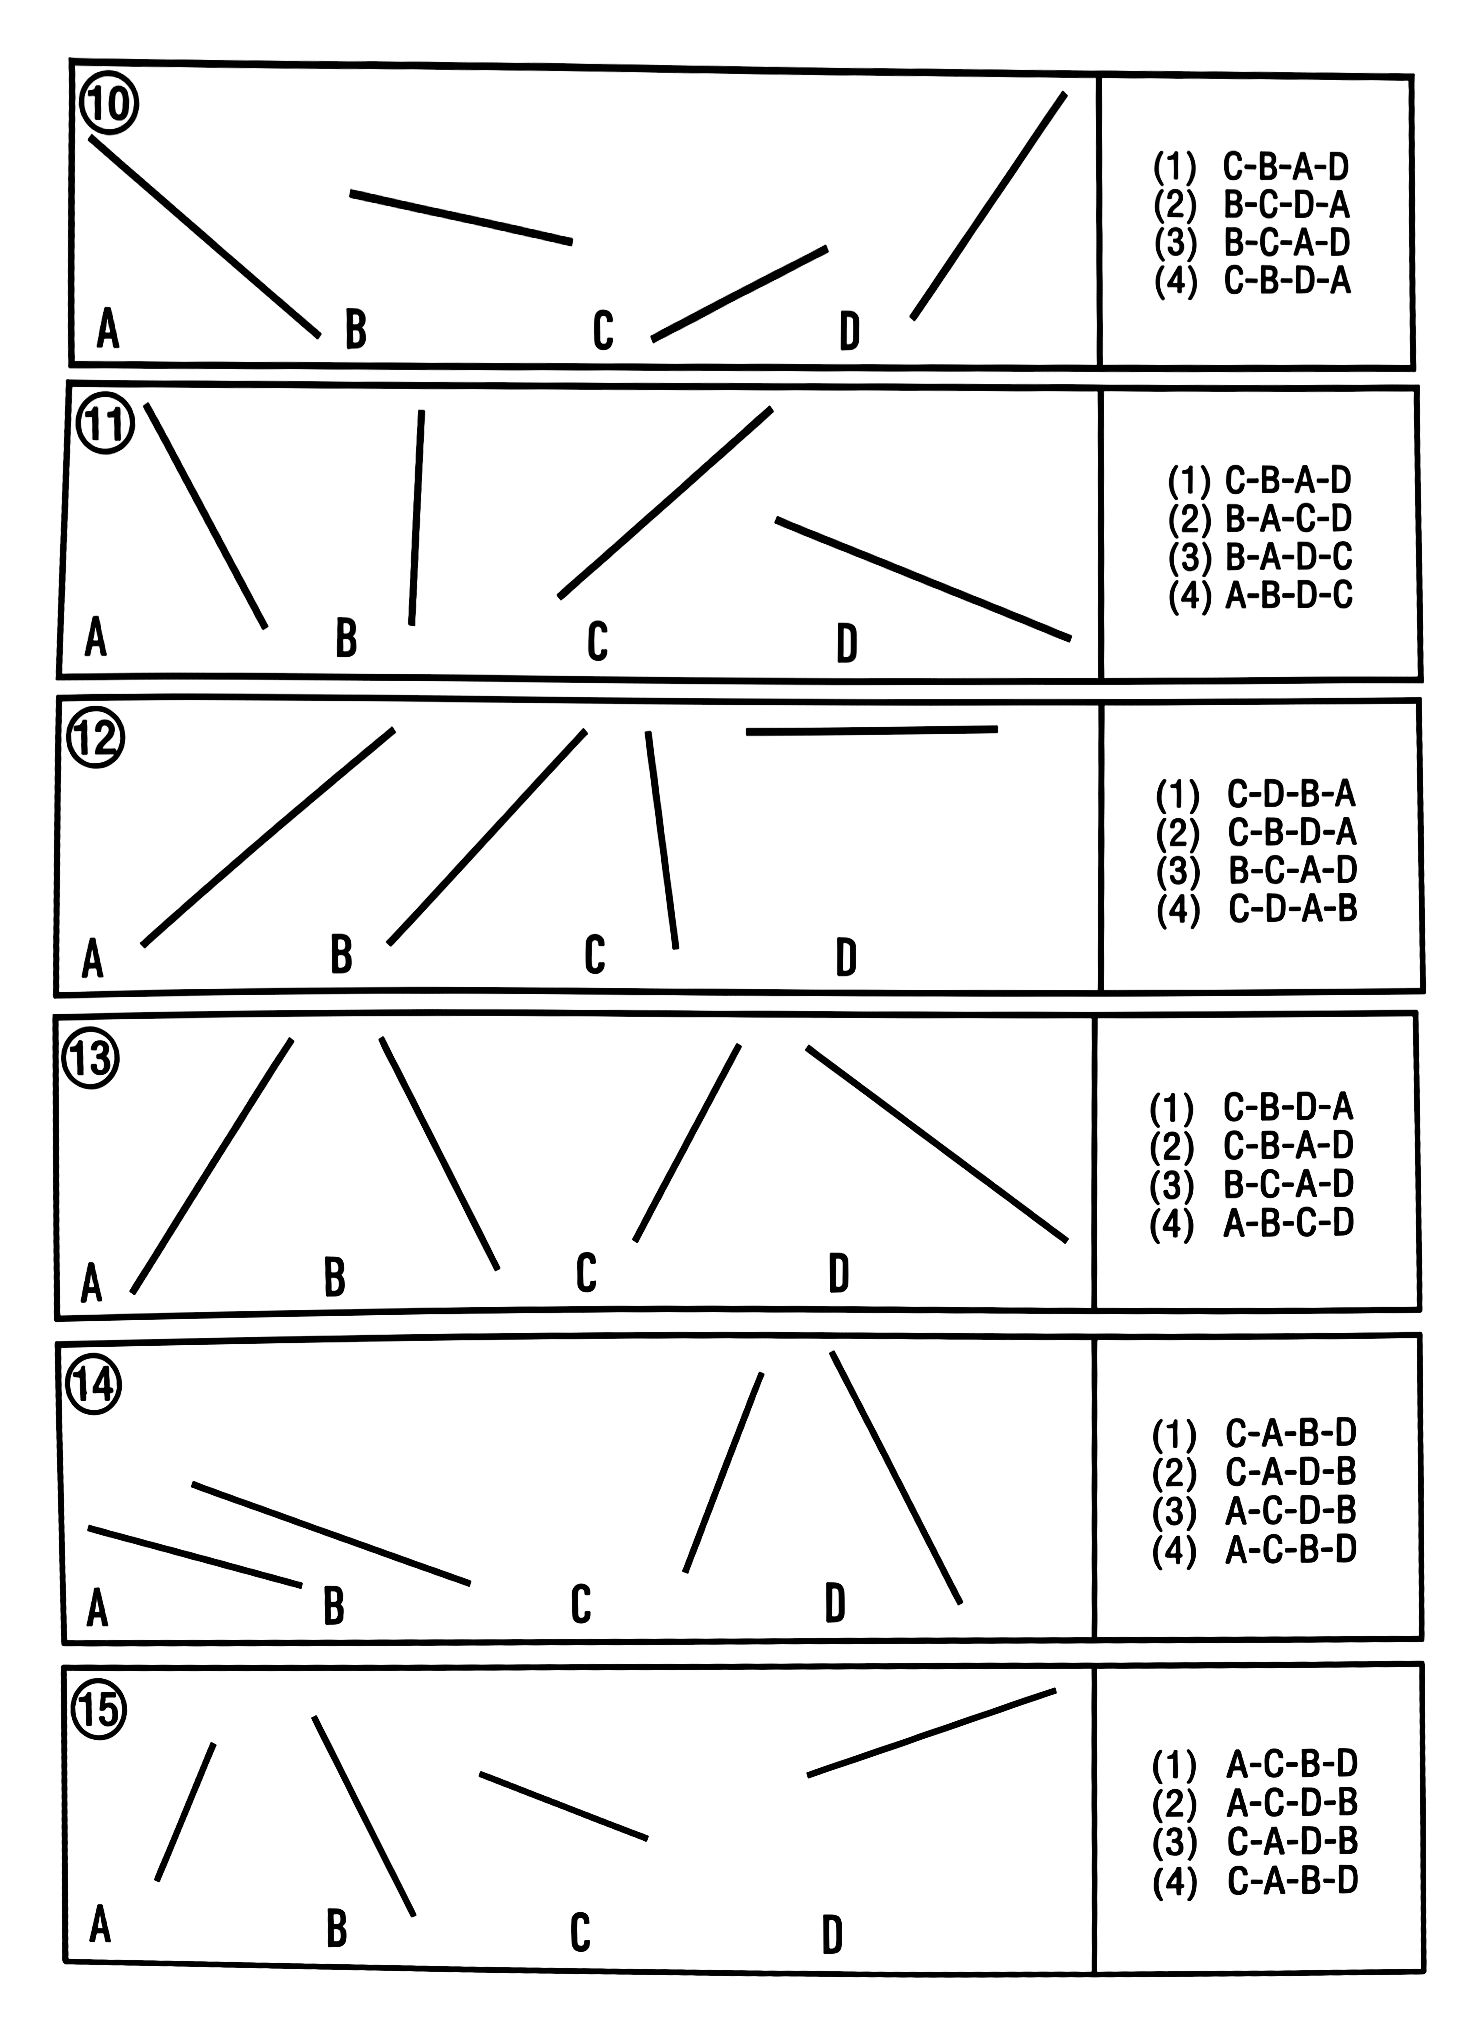 10
A B C D
(1) C-B-A-D
(2) B-C-D-A
(3) B-C-A-D
(4) C-B-D-A
11
A B C D
(1) C-B-A-D
(2) B-A-C-D
(3) B-A-D-C
(4) A-B-D-C
12
A B C D
(1) C-D-B-A
(2) C-B-D-A
(3) B-C-A-D
(4) C-D-A-B
13
A B C D
(1) C-B-D-A
(2) C-B-A-D
(3) B-C-A-D
(4) A-B-C-D
14
A B C D
(1) C-A-B-D
(2) C-A-D-B
(3) A-C-D-B
(4) A-C-B-D
15
A B C D
(1) A-C-B-D
(2) A-C-D-B
(3) C-A-D-B
(4) C-A-B-D